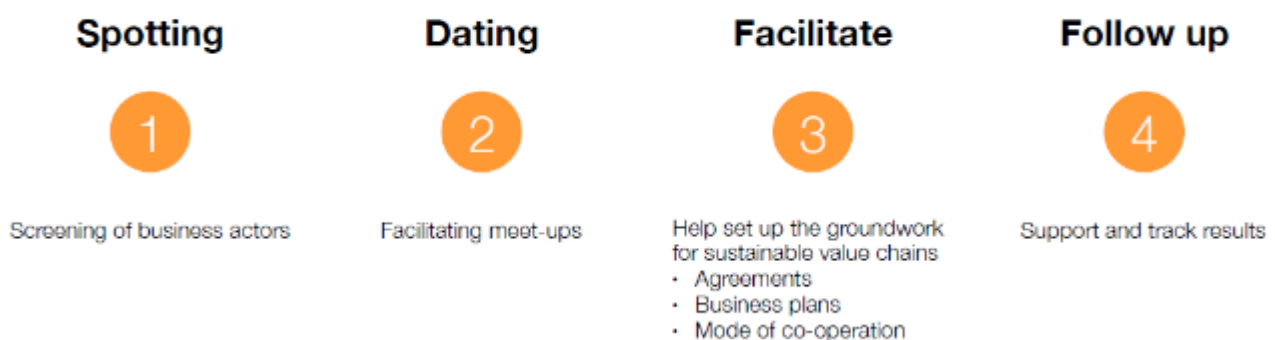 Spotting
1
Screening of business actors
Dating
2
Facilitating meet-ups
Facilitate
3
Help set up the groundwork
for sustainable value chains
• Agreements
• Business plans
• Mode of co-operation
Follow up
4
Support and track results